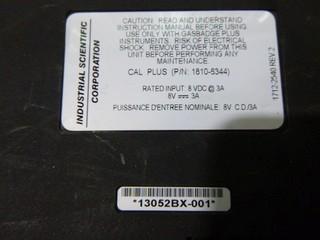 INDUSTRIAL SCIENTIFIC
CORPORATION
CAUTION: READ AND UNDERSTAND
INSTRUCTION MANUAL BEFORE USING
USE ONLY WITH GASBADGE PLUS
INSTRUMENTS. RISK OF ELECTRICAL
SHOCK. REMOVE POWER FROM THIS
UNIT BEFORE PERFORMING ANY
MAINTENANCE.
CAL PLUS (P/N: 1810-5344)
RATED INPUT: 8 VDC @ 3A
8V ⎓ 3A
PUISSANCE D'ENTREE NOMINALE: 8V C.D./3A
1712-2540 REV 2
*13052BX-001*